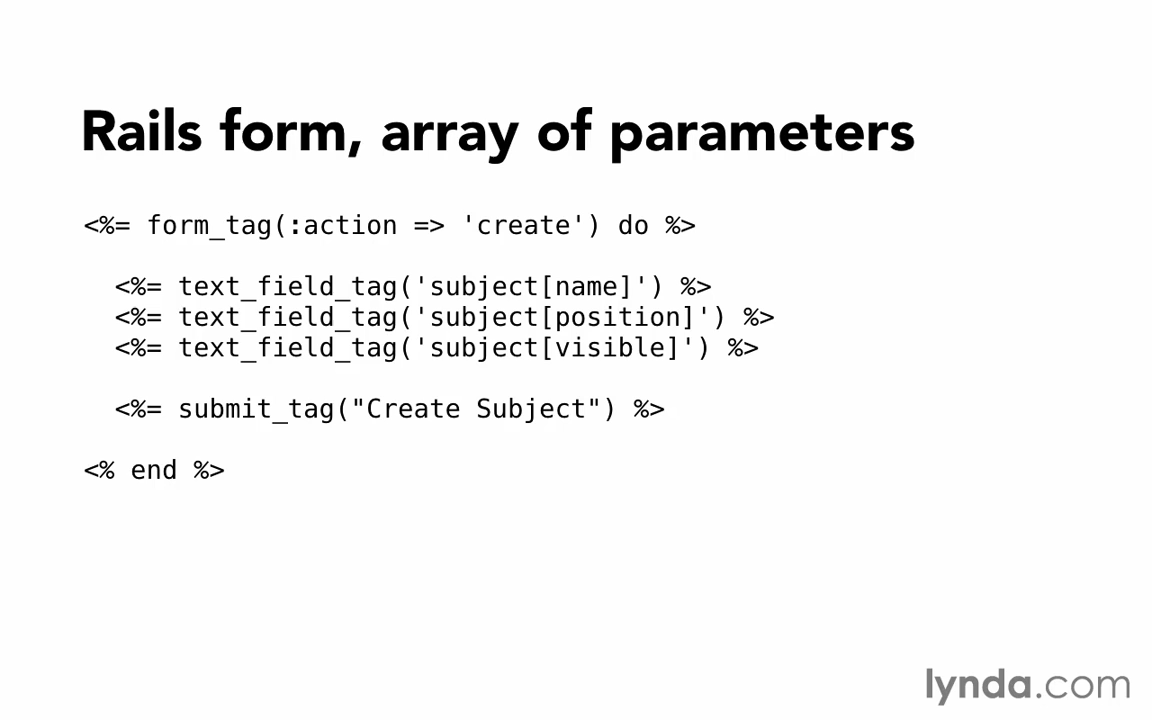 Rails form, array of parameters
<%= form_tag(:action => 'create') do %>
<%= text_field_tag('subject[name]') %>
<%= text_field_tag('subject[position]') %>
<%= text_field_tag('subject[visible]') %>
<%= submit_tag("Create Subject") %>
<% end %>
lynda.com